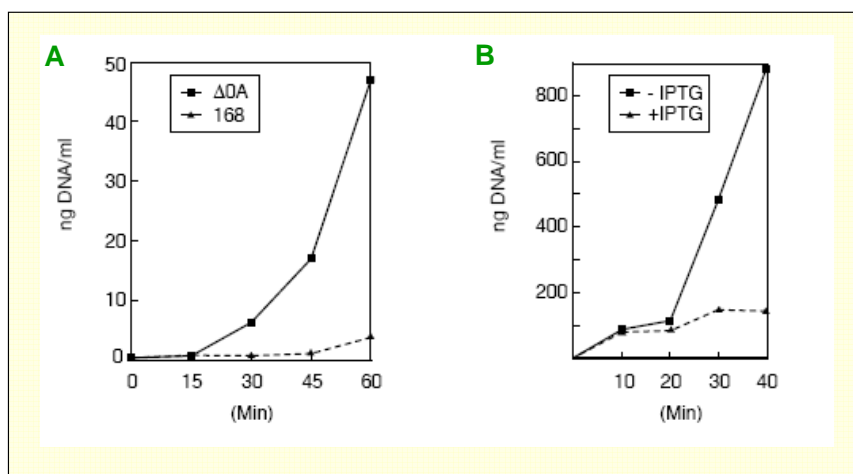 A
50
40
30
20
10
0
ng DNA/ml
Δ0A
168
0 15 30 45 60
(Min)
B
800
600
400
200
ng DNA/ml
- IPTG
+IPTG
10 20 30 40
(Min)